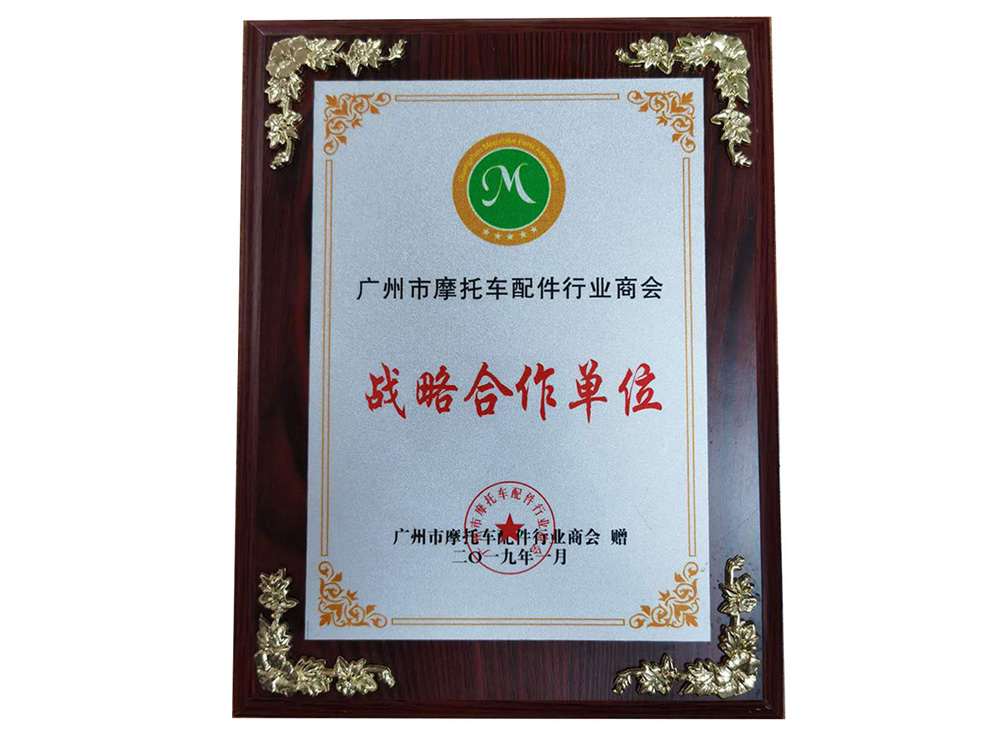 M
广州市摩托车配件行业商会
战略合作单位
广州市摩托车配件行业商会 赠
二〇一九年一月